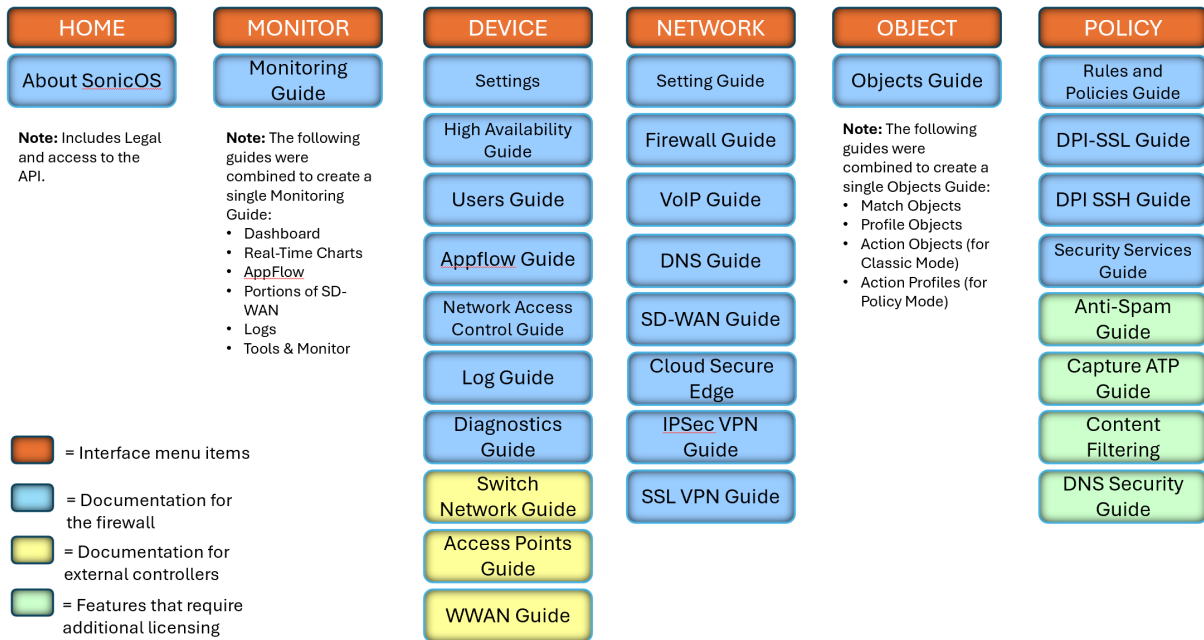 HOME
About SonicOS
Note: Includes Legal
and access to the
API.
MONITOR
Monitoring
Guide
Note: The following
guides were
combined to create a
single Monitoring
Guide:
• Dashboard
• Real-Time Charts
• AppFlow
• Portions of SD-
WAN
• Logs
• Tools & Monitor
DEVICE
Settings
High Availability
Guide
Users Guide
Appflow Guide
Network Access
Control Guide
Log Guide
Diagnostics
Guide
Switch
Network Guide
Access Points
Guide
WWAN Guide
NETWORK
Setting Guide
Firewall Guide
VoIP Guide
DNS Guide
SD-WAN Guide
Cloud Secure
Edge
IPSec VPN
Guide
SSL VPN Guide
OBJECT
Objects Guide
Note: The following
guides were
combined to create a
single Objects Guide:
• Match Objects
• Profile Objects
• Action Objects (for
Classic Mode)
• Action Profiles (for
Policy Mode)
POLICY
Rules and
Policies Guide
DPI-SSL Guide
DPI SSH Guide
Security Services
Guide
Anti-Spam
Guide
Capture ATP
Guide
Content
Filtering
DNS Security
Guide
= Interface menu items
= Documentation for
the firewall
= Documentation for
external controllers
= Features that require
additional licensing